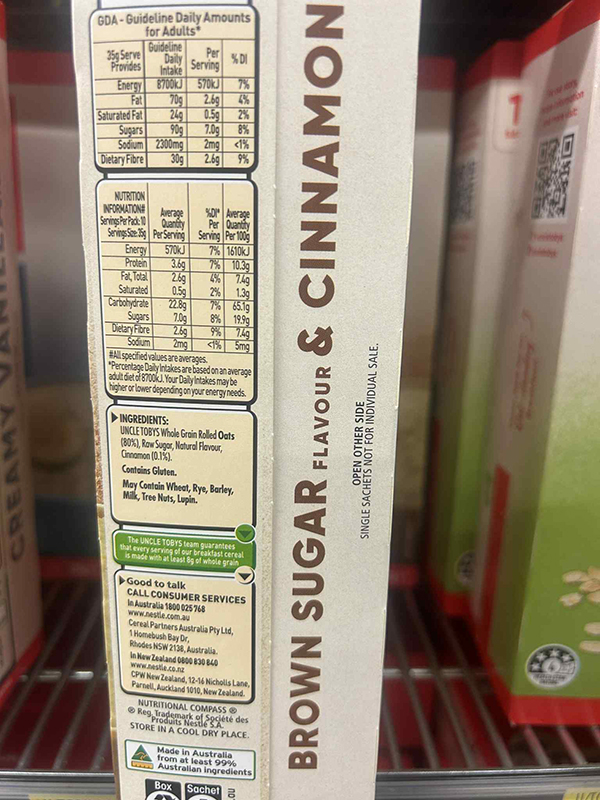 GDA - Guideline Daily Amounts
for Adults*
35g Serve Provides | Guideline Daily Intake | Per Serving | % DI
Energy 8700kJ 570kJ 7%
Fat 70g 2.6g 4%
Saturated Fat 24g 0.5g 2%
Sugars 90g 7.0g 8%
Sodium 2300mg 2mg <1%
Dietary Fibre 30g 2.6g 9%
NUTRITION
INFORMATION#
Servings Per Pack: 10
Servings Size: 35g
Average Quantity Per Serving | %DI* Per Serving | Average Quantity Per 100g
Energy 570kJ 7% 1610kJ
Protein 3.6g 7% 10.3g
Fat, Total 2.6g 4% 7.4g
Saturated 0.5g 2% 1.3g
Carbohydrate 22.8g 7% 65.1g
Sugars 7.0g 8% 19.9g
Dietary Fibre 2.6g 9% 7.4g
Sodium 2mg <1% 5mg
#All specified values are averages.
*Percentage Daily Intakes are based on an average
adult diet of 8700kJ. Your Daily Intakes may be
higher or lower depending on your energy needs.
INGREDIENTS:
UNCLE TOBYS Whole Grain Rolled Oats
(80%), Raw Sugar, Natural Flavour,
Cinnamon (0.1%).
Contains Gluten.
May Contain Wheat, Rye, Barley,
Milk, Tree Nuts, Lupin.
The UNCLE TOBYS team guarantees
that every serving of our breakfast cereal
is made with at least 8g of whole grain
Good to talk
CALL CONSUMER SERVICES
In Australia 1800 025 768
www.nestle.com.au
Cereal Partners Australia Pty Ltd,
1 Homebush Bay Dr,
Rhodes NSW 2138, Australia.
In New Zealand 0800 830 840
www.nestle.co.nz
CPW New Zealand, 12-16 Nicholls Lane,
Parnell, Auckland 1010, New Zealand.
NUTRITIONAL COMPASS ®
® Reg. Trademark of Société des
Produits Nestlé S.A.
STORE IN A COOL DRY PLACE.
Made in Australia
from at least 99%
Australian ingredients
Box
Sachet
BROWN SUGAR FLAVOUR & CINNAMON
OPEN OTHER SIDE
SINGLE SACHETS NOT FOR INDIVIDUAL SALE.
CREAMY VANILL
1